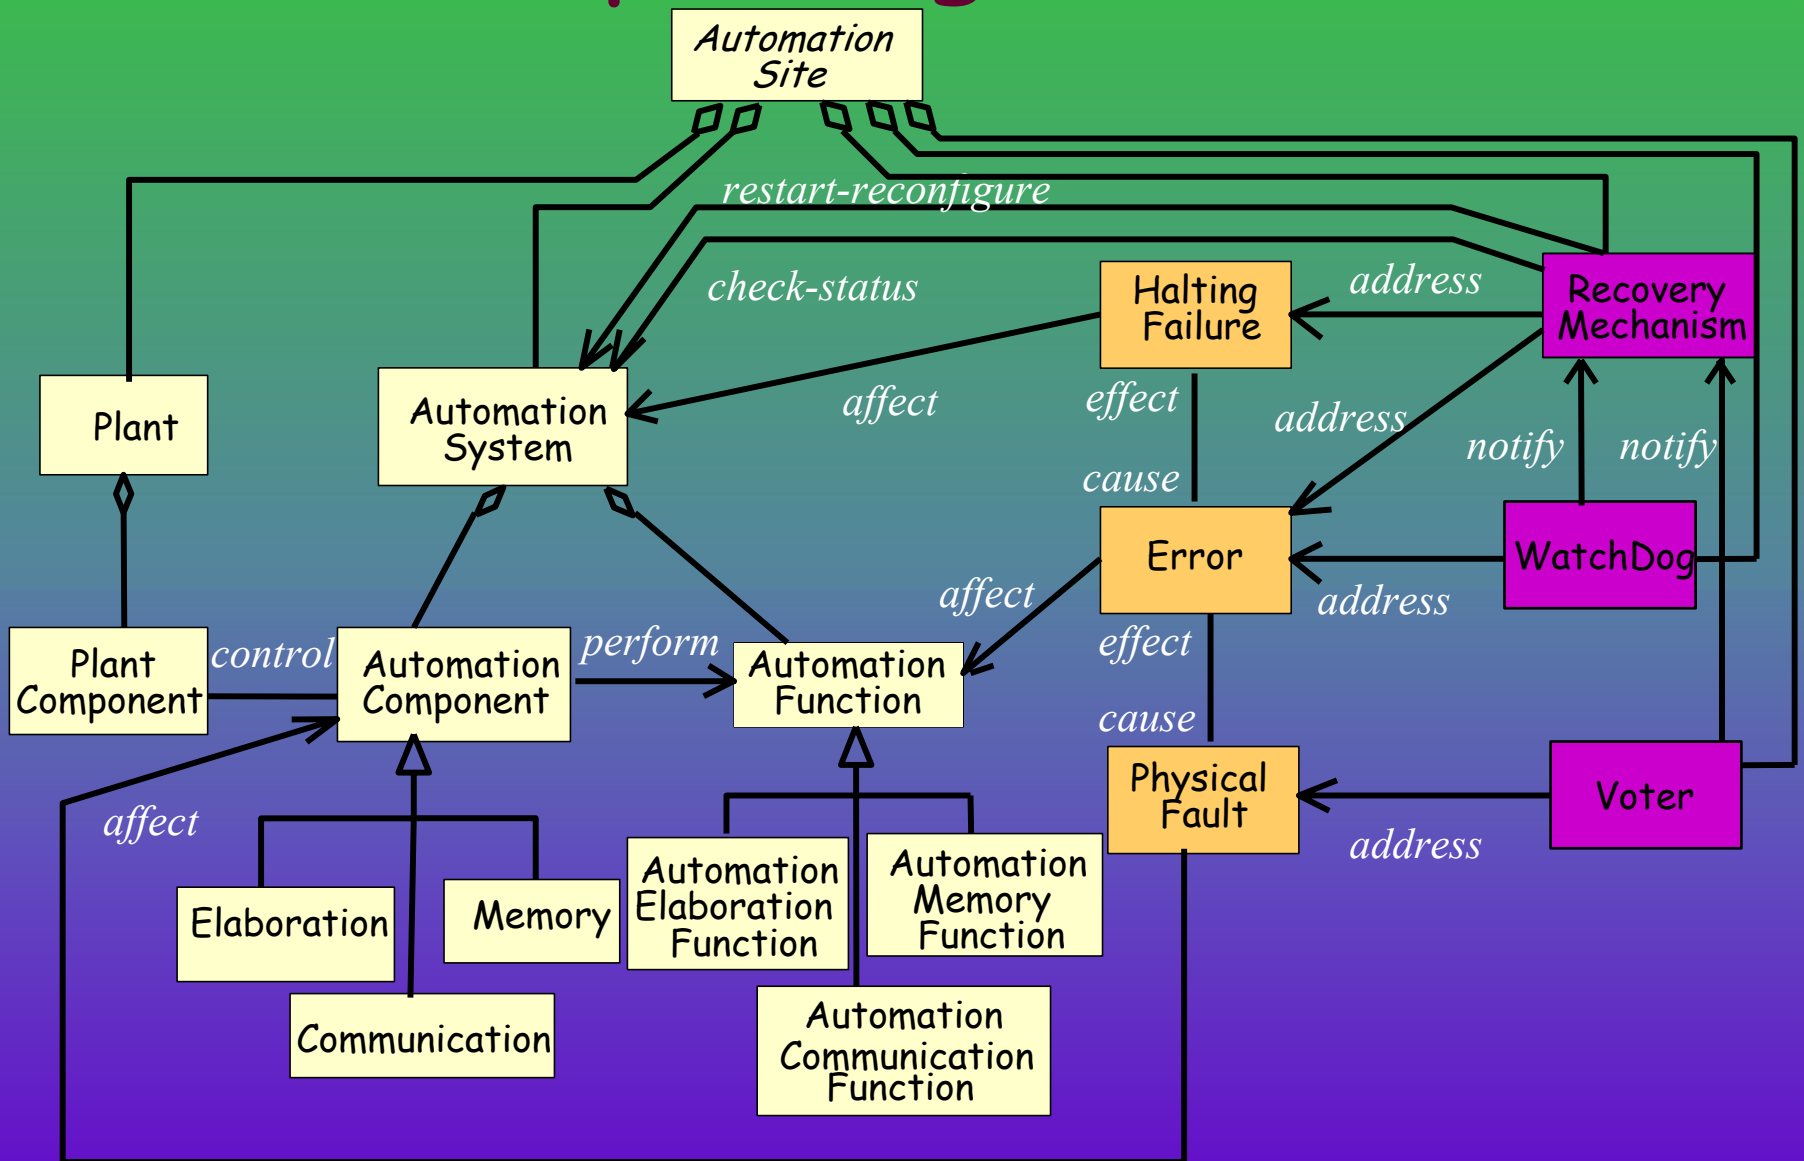 Automation
Site
restart-reconfigure
check-status
Halting
Failure
address
Recovery
Mechanism
Plant
Automation
System
affect
effect
address
notify
notify
cause
Error
WatchDog
affect
address
Plant
Component
control
Automation
Component
perform
Automation
Function
effect
cause
Physical
Fault
Voter
affect
address
Elaboration
Memory
Automation
Elaboration
Function
Automation
Memory
Function
Communication
Automation
Communication
Function